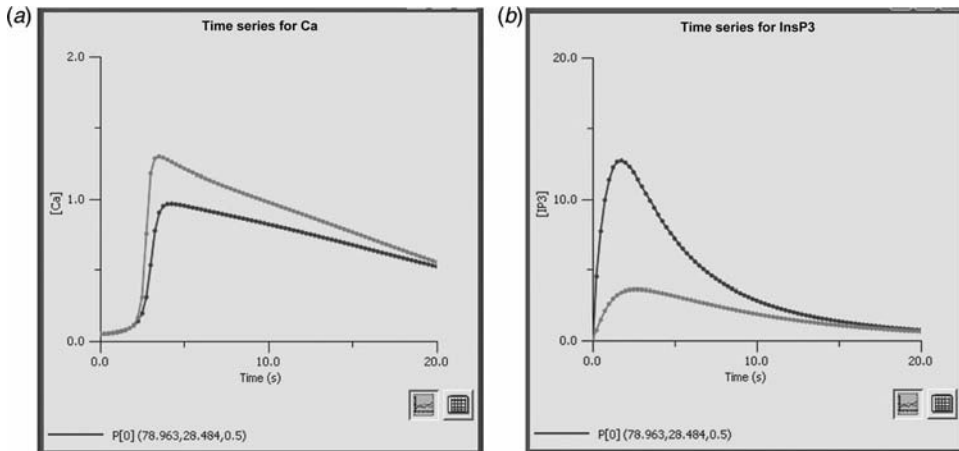 (a)
Time series for Ca
2.0
1.0
0.0
[Ca]
0.0
10.0
20.0
Time (s)
P[0] (78.963,28.484,0.5)
(b)
Time series for InsP3
20.0
10.0
0.0
[IP3]
0.0
10.0
20.0
Time (s)
P[0] (78.963,28.484,0.5)